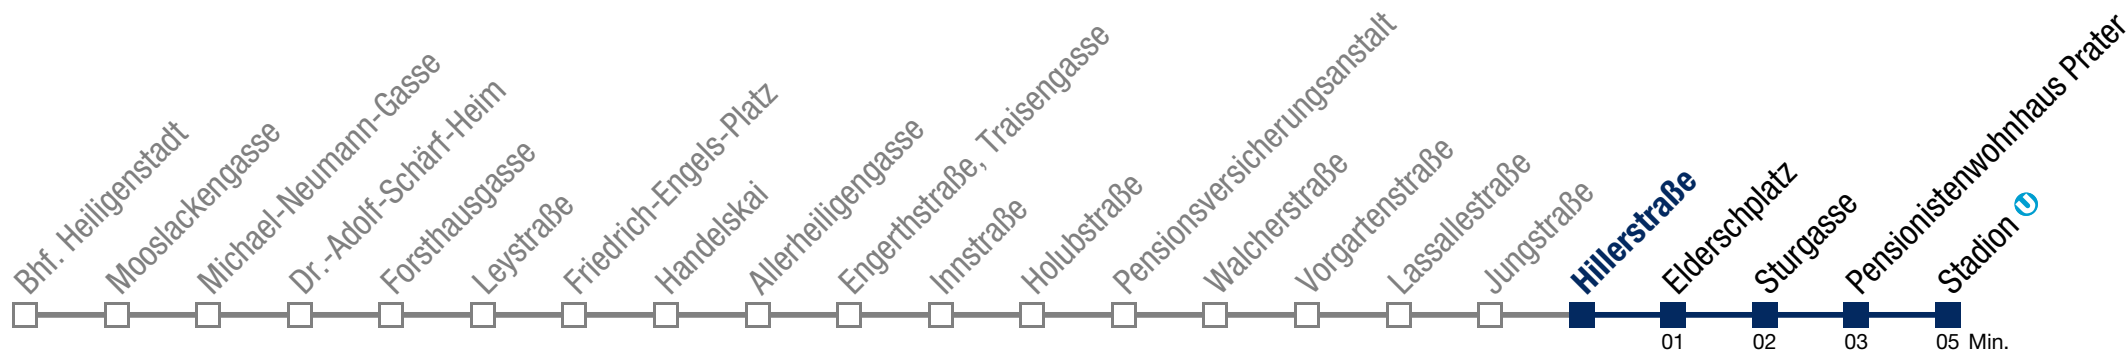 Bhf. Heiligenstadt
Mooslackengasse
Michael-Neumann-Gasse
Dr.-Adolf-Schärf-Heim
Forsthausgasse
Leystraße
Friedrich-Engels-Platz
Handelskai
Allerheiligengasse
Engerthstraße, Traisengasse
Innstraße
Holubstraße
Pensionsversicherungsanstalt
Walcherstraße
Vorgartenstraße
Lassallestraße
Jungstraße
Hillerstraße
Elderschplatz
Sturgasse
Pensionistenwohnhaus Prater
Stadion U
01 02 03 05 Min.